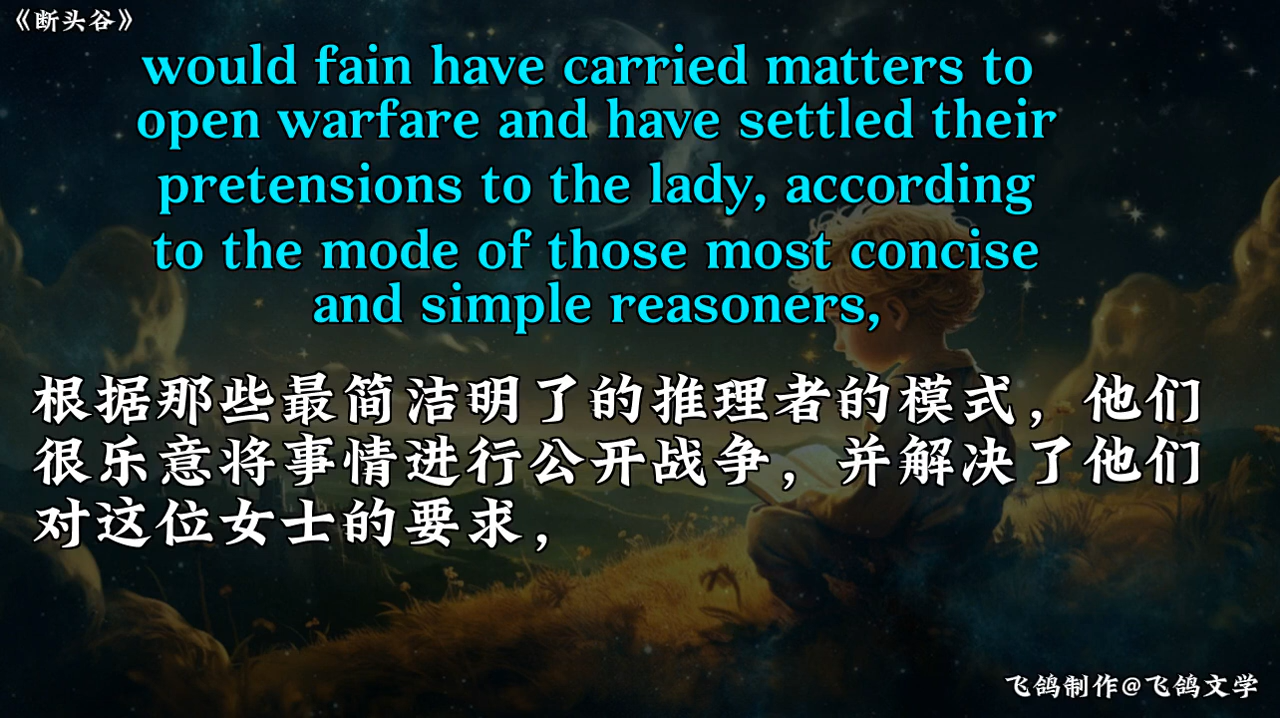 《断头谷》
would fain have carried matters to
open warfare and have settled their
pretensions to the lady, according
to the mode of those most concise
and simple reasoners,
根据那些最简洁明了的推理者的模式，他们
很乐意将事情进行公开战争，并解决了他们
对这位女士的要求，
飞鸽制作@飞鸽文学